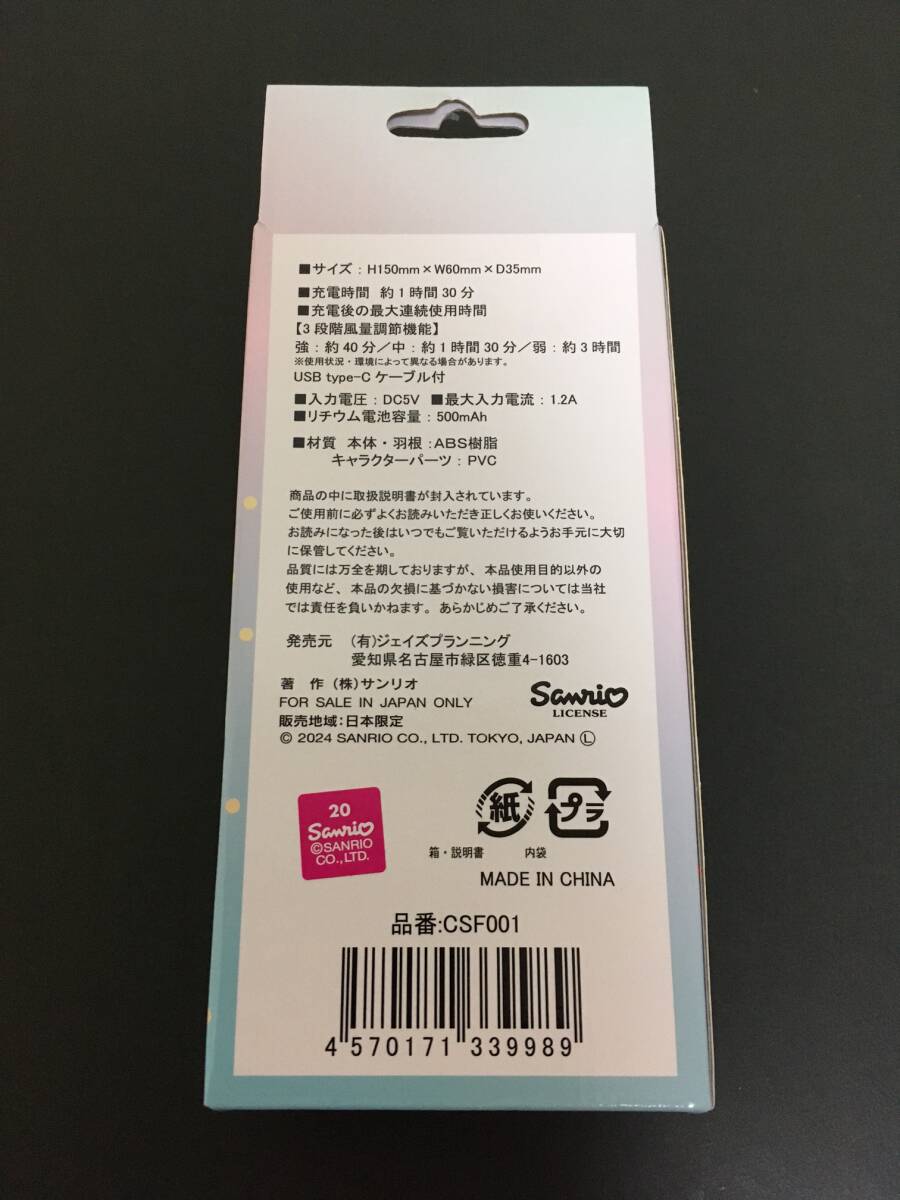 ■サイズ：H150mm×W60mm×D35mm
■充電時間 約1時間30分
■充電後の最大連続使用時間
【3段階風量調節機能】
強：約40分／中：約1時間30分／弱：約3時間
※使用状況・環境によって異なる場合があります。
USB type-C ケーブル付
■入力電圧：DC5V ■最大入力電流：1.2A
■リチウム電池容量：500mAh
■材質 本体・羽根：ABS樹脂
キャラクターパーツ：PVC
商品の中に取扱説明書が封入されています。
ご使用前に必ずよくお読みいただき正しくお使いください。
お読みになった後はいつでもご覧いただけるようお手元に大切
に保管してください。
品質には万全を期しておりますが、本品使用目的以外の
使用など、本品の欠損に基づかない損害については当社
では責任を負いかねます。あらかじめご了承ください。
発売元 (有)ジェイズプランニング
愛知県名古屋市緑区徳重4-1603
著 作 (株)サンリオ
FOR SALE IN JAPAN ONLY
販売地域:日本限定
© 2024 SANRIO CO., LTD. TOKYO, JAPAN Ⓛ
Sanrio
LICENSE
20
Sanrio
©SANRIO
CO., LTD.
紙
プラ
箱・説明書 内袋
MADE IN CHINA
品番:CSF001
4 570171 339989